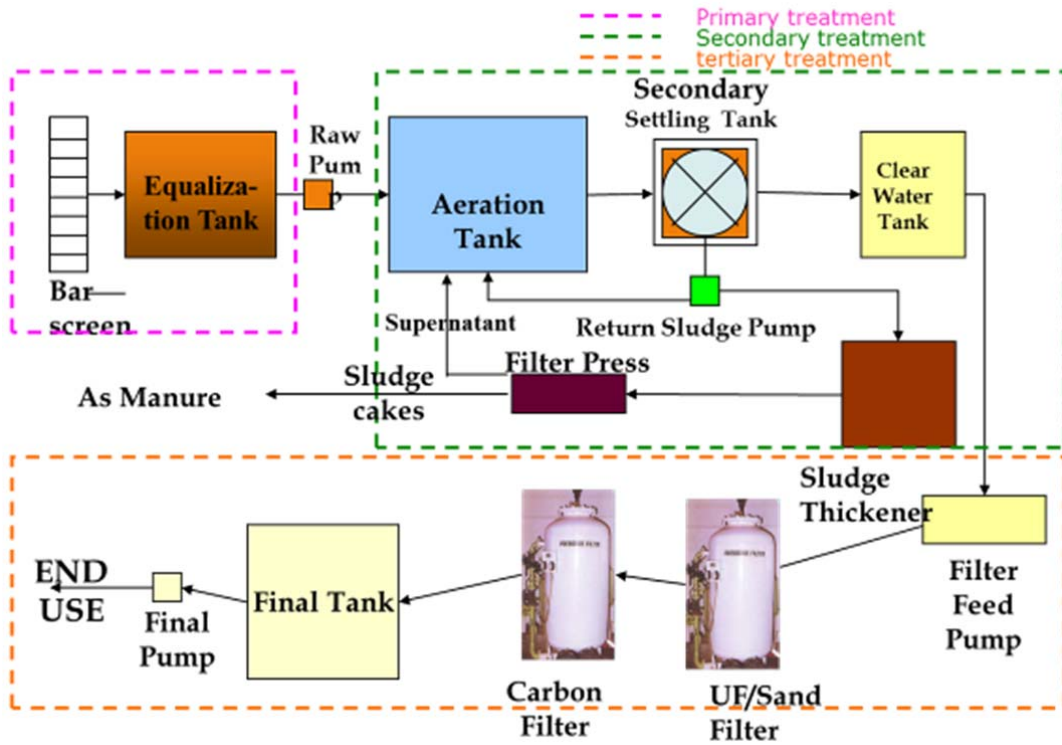 Primary treatment
Secondary treatment
tertiary treatment
Secondary
Settling Tank
Raw
Pum
p
Equaliza-
tion Tank
Aeration
Tank
Clear
Water
Tank
Bar
screen
Supernatant
Return Sludge Pump
Filter Press
As Manure
Sludge
cakes
Sludge
Thickener
END
USE
Final
Pump
Final Tank
Carbon
Filter
UF/Sand
Filter
Filter
Feed
Pump